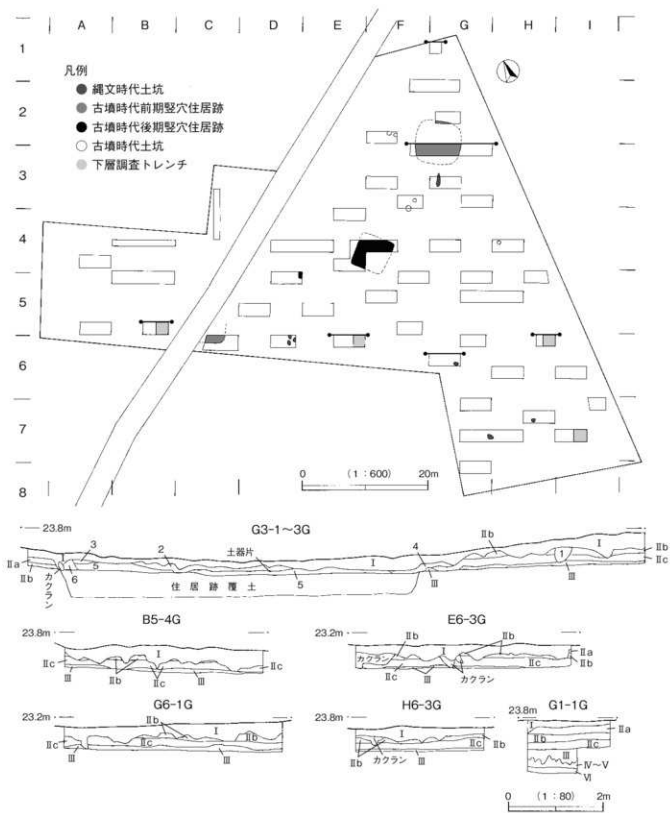 A B C D E F G H I
1
2
3
4
5
6
7
8
凡例
縄文時代土坑
古墳時代前期竪穴住居跡
古墳時代後期竪穴住居跡
古墳時代土坑
下層調査トレンチ
0 (1:600) 20m
G3-1~3G
23.8m
Ⅱa
Ⅱb
カクラン
3
5
6
2
土器片
Ⅰ
4
Ⅲ
5
住居跡覆土
Ⅱb
Ⅰ
1
Ⅲ
Ⅱb
Ⅱc
B5-4G
23.8m
Ⅰ
Ⅱc
Ⅲ
Ⅱb
Ⅱc
Ⅲ
Ⅱc
E6-3G
23.2m
Ⅱb
Ⅰ
Ⅱb
カクラン
Ⅱc
Ⅲ
カクラン
Ⅱc
Ⅱa
Ⅱb
G6-1G
23.2m
Ⅱb
Ⅰ
Ⅱb
Ⅱc
Ⅲ
Ⅱc
Ⅲ
H6-3G
23.8m
Ⅰ
Ⅱb
カクラン
Ⅲ
Ⅱc
Ⅱb
G1-1G
23.8m
Ⅰ
Ⅱa
Ⅱb
Ⅱc
Ⅲ
Ⅳ~Ⅴ
Ⅵ
0 (1:80) 2m